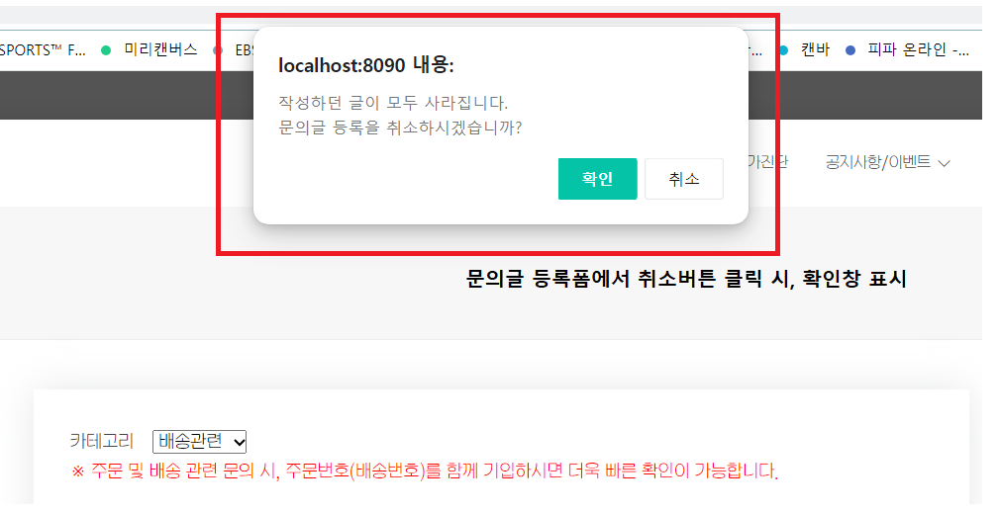 SPORTS™ F... 미리캔버스 EBS ... 캔바 피파 온라인 -...
localhost:8090 내용:
작성하던 글이 모두 사라집니다.
문의글 등록을 취소하시겠습니까?
확인 취소
가진단 공지사항/이벤트
문의글 등록폼에서 취소버튼 클릭 시, 확인창 표시
카테고리 배송관련
※ 주문 및 배송 관련 문의 시, 주문번호(배송번호)를 함께 기입하시면 더욱 빠른 확인이 가능합니다.